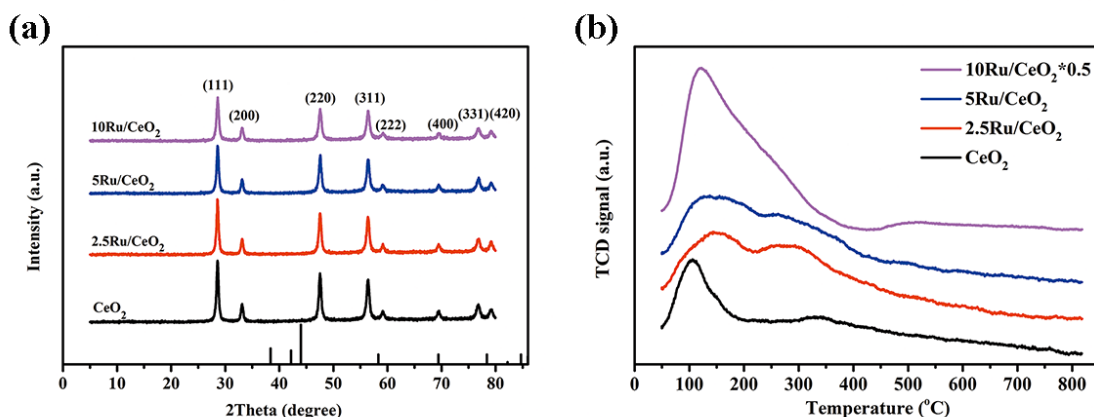 (a)
(111)
(200)
(220)
(311)
(222)
(400)
(331)
(420)
10Ru/CeO₂
5Ru/CeO₂
2.5Ru/CeO₂
CeO₂
Intensity (a.u.)
0 10 20 30 40 50 60 70 80
2Theta (degree)
(b)
10Ru/CeO₂*0.5
5Ru/CeO₂
2.5Ru/CeO₂
CeO₂
TCD signal (a.u.)
0 100 200 300 400 500 600 700 800
Temperature (°C)